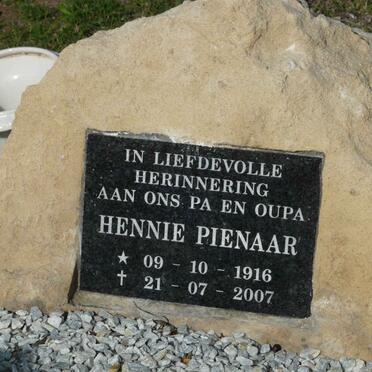 IN LIEFDEVOLLE
HERINNERING
AAN ONS PA EN OUPA
HENNIE PIENAAR
★ 09 - 10 - 1916
✝ 21 - 07 - 2007